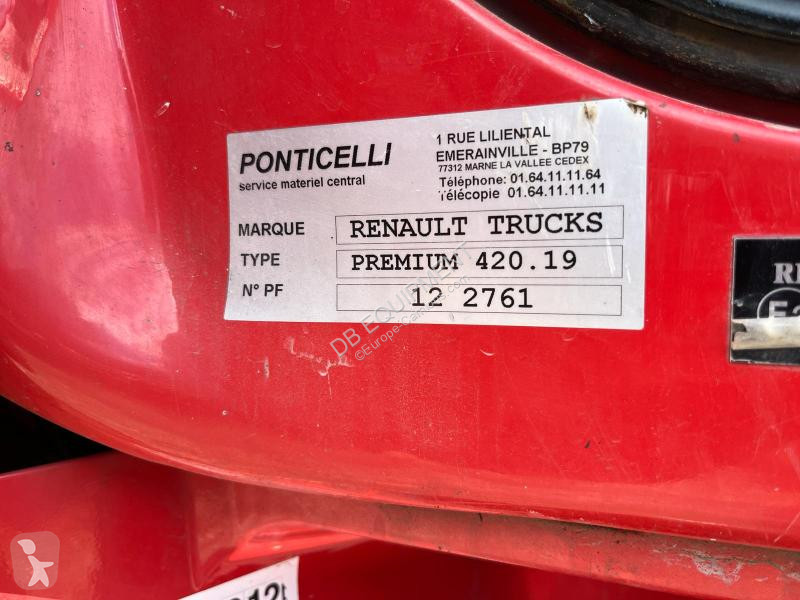 PONTICELLI
service materiel central
1 RUE LILIENTAL
EMERAINVILLE - BP79
77312 MARNE LA VALLEE CEDEX
Téléphone: 01.64.11.11.64
Télécopie 01.64.11.11.11
MARQUE RENAULT TRUCKS
TYPE PREMIUM 420.19
N° PF 12 2761
DB EQUIPEMENT